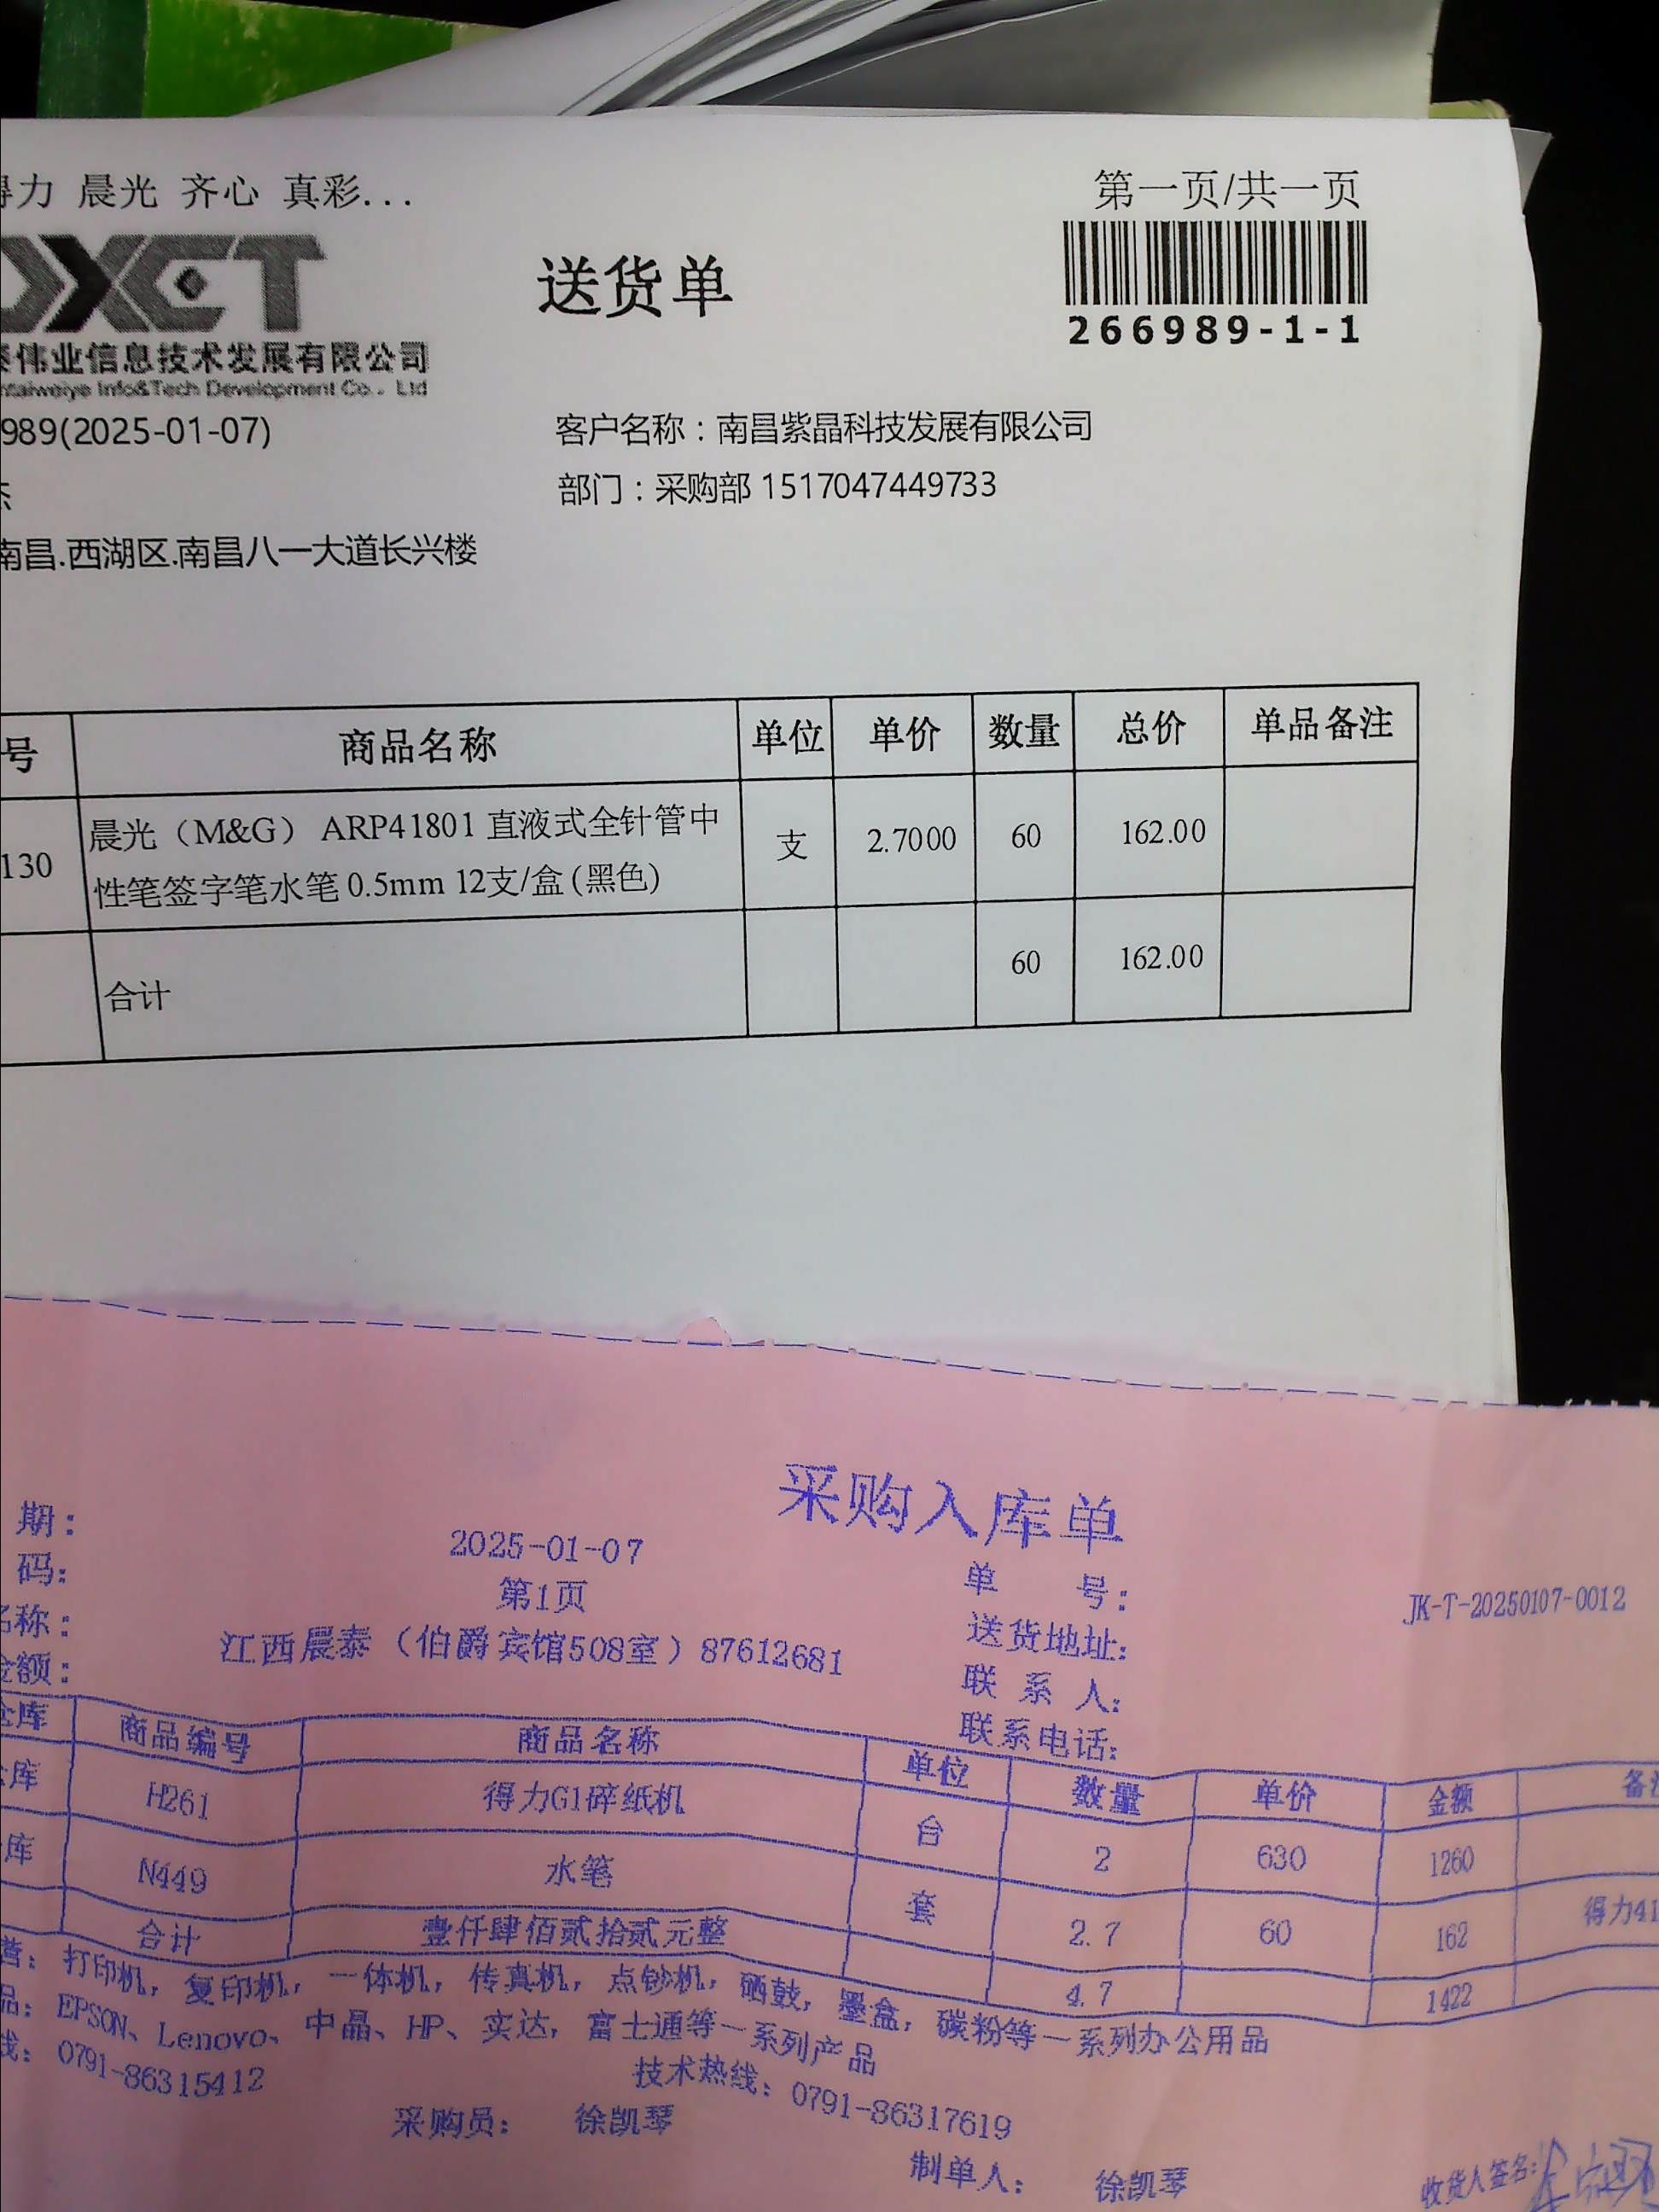 得力 晨光 齐心 真彩...
第一页/共一页
送货单
266989-1-1
泰伟业信息技术发展有限公司
ntaiweiye Info&Tech Development Co., Ltd
989(2025-01-07)
客户名称：南昌紫晶科技发展有限公司
部门：采购部 1517047449733
南昌.西湖区.南昌八一大道长兴楼
号 商品名称 单位 单价 数量 总价 单品备注
130 晨光（M&G） ARP41801 直液式全针管中性笔签字笔水笔 0.5mm 12支/盒 (黑色) 支 2.7000 60 162.00
合计 60 162.00
采购入库单
期： 2025-01-07 单 号： JK-T-20250107-0012
码： 第1页 送货地址：
名称： 江西晨泰（伯爵宾馆508室）87612681 联 系 人：
金额： 联系电话：
仓库 商品编号 商品名称 单位 数量 单价 金额 备注
库 H261 得力G1碎纸机 台 2 630 1260
库 N449 水笔 套 2.7 60 162 得力41
合计 壹仟肆佰贰拾贰元整 4.7 1422
打印机，复印机，一体机，传真机，点钞机，硒鼓，墨盒，碳粉等一系列办公用品
品：EPSON、Lenovo、中晶、HP、实达，富士通等一系列产品
线：0791-86315412 技术热线：0791-86317619
采购员： 徐凯琴 制单人： 徐凯琴 收货人签名：